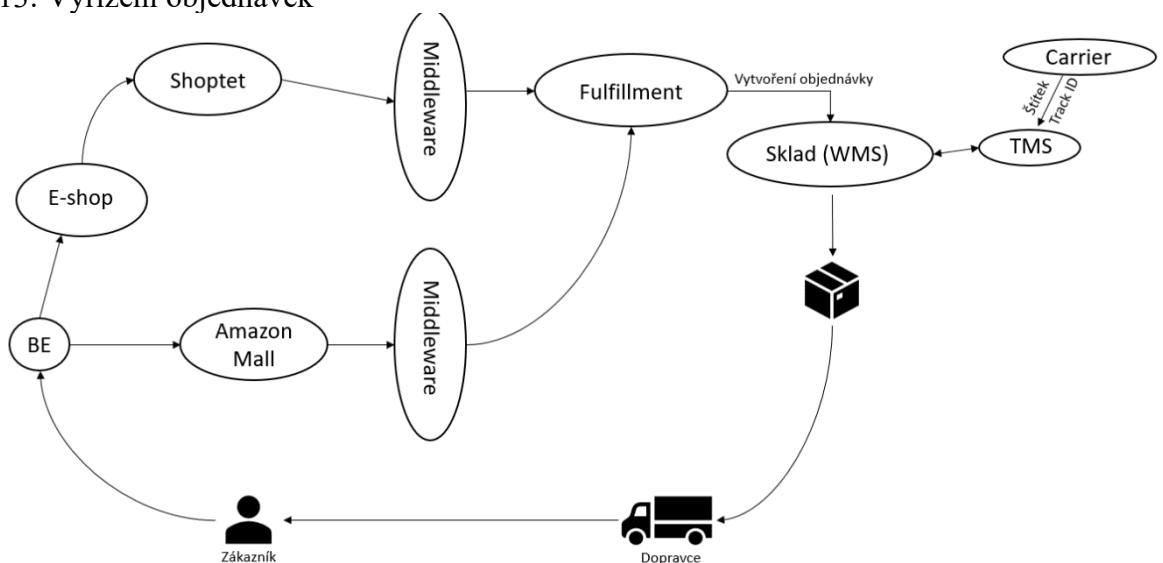 13: Vyřízení objednávek
Shoptet
Middleware
Fulfillment
Vytvoření objednávky
Carrier
Štítek
Track ID
Sklad (WMS)
TMS
E-shop
BE
Amazon
Mall
Middleware
Zákazník
Dopravce